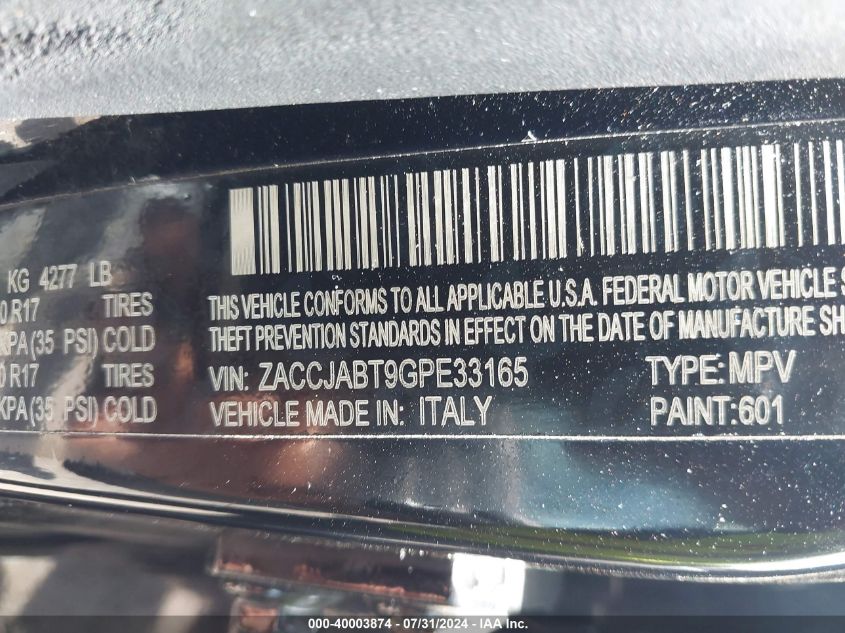 KG 4277 LB
0 R17 TIRES
KPA (35 PSI) COLD
0 R17 TIRES
KPA (35 PSI) COLD
THIS VEHICLE CONFORMS TO ALL APPLICABLE U.S.A. FEDERAL MOTOR VEHICLE S
THEFT PREVENTION STANDARDS IN EFFECT ON THE DATE OF MANUFACTURE SH
VIN: ZACCJABT9GPE33165 TYPE: MPV
VEHICLE MADE IN: ITALY PAINT:601
000-40003874 - 07/31/2024 - IAA Inc.